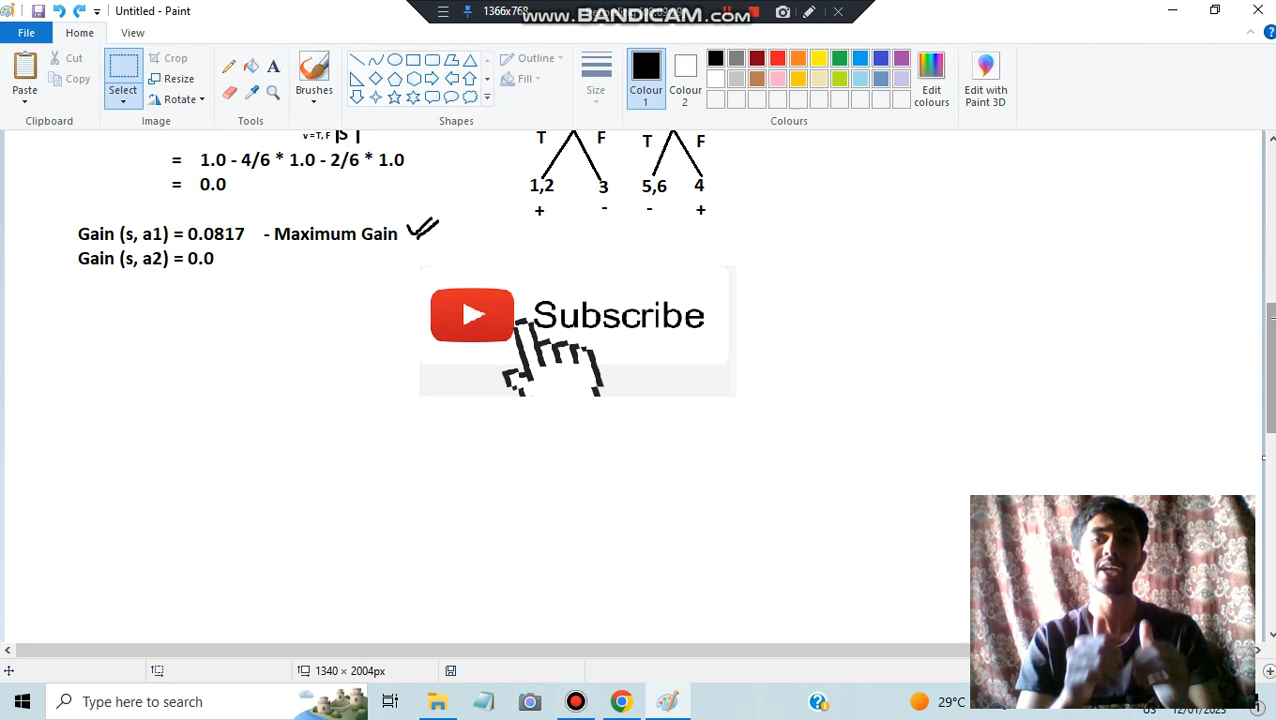 1366x768
www.BANDICAM.com
Untitled - Paint
File Home View
Paste
Cut
Copy
Clipboard
Select
Crop
Resize
Rotate
Image
Tools
Brushes
Outline
Fill
Shapes
Size
Colour 1
Colour 2
Edit colours
Colours
Edit with Paint 3D
v = T, F |S |
= 1.0 - 4/6 * 1.0 - 2/6 * 1.0
= 0.0
T F T F
1,2 3 5,6 4
+ - - +
Gain (s, a1) = 0.0817 - Maximum Gain
Gain (s, a2) = 0.0
Subscribe
1340 × 2004px
Type here to search
29°C
12/01/2023